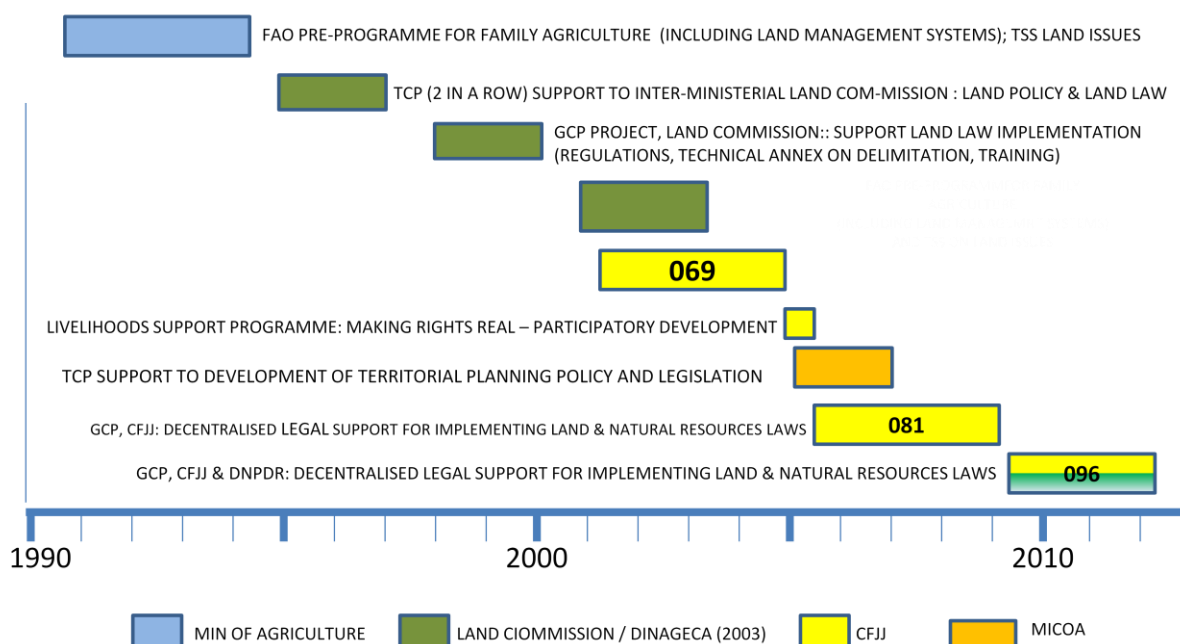 FAO PRE-PROGRAMME FOR FAMILY AGRICULTURE (INCLUDING LAND MANAGEMENT SYSTEMS); TSS LAND ISSUES
TCP (2 IN A ROW) SUPPORT TO INTER-MINISTERIAL LAND COM-MISSION : LAND POLICY & LAND LAW
GCP PROJECT, LAND COMMISSION:: SUPPORT LAND LAW IMPLEMENTATION
(REGULATIONS, TECHNICAL ANNEX ON DELIMITATION, TRAINING)
069
LIVELIHOODS SUPPORT PROGRAMME: MAKING RIGHTS REAL – PARTICIPATORY DEVELOPMENT
TCP SUPPORT TO DEVELOPMENT OF TERRITORIAL PLANNING POLICY AND LEGISLATION
GCP, CFJJ: DECENTRALISED LEGAL SUPPORT FOR IMPLEMENTING LAND & NATURAL RESOURCES LAWS
081
GCP, CFJJ & DNPDR: DECENTRALISED LEGAL SUPPORT FOR IMPLEMENTING LAND & NATURAL RESOURCES LAWS
096
1990
2000
2010
MIN OF AGRICULTURE
LAND CIOMMISSION / DINAGECA (2003)
CFJJ
MICOA